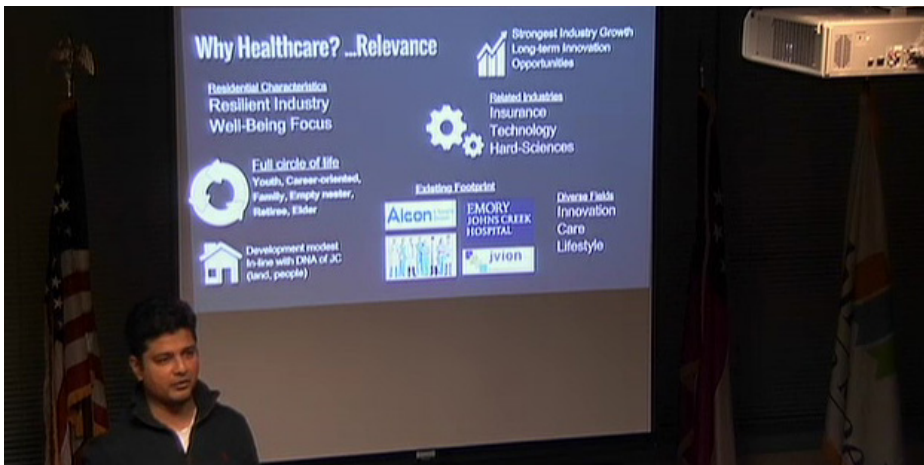 Why Healthcare? ...Relevance
Strongest Industry Growth
Long-term Innovation
Opportunities
Residential Characteristics
Resilient Industry
Well-Being Focus
Related Industries
Insurance
Technology
Hard-Sciences
Full circle of life
Youth, Career-oriented,
Family, Empty nester,
Retiree, Elder
Existing Footprint
Alcon
EMORY
JOHNS CREEK
HOSPITAL
jvion
Diverse Fields
Innovation
Care
Lifestyle
Development modest
In-line with DNA of JC
(land, people)